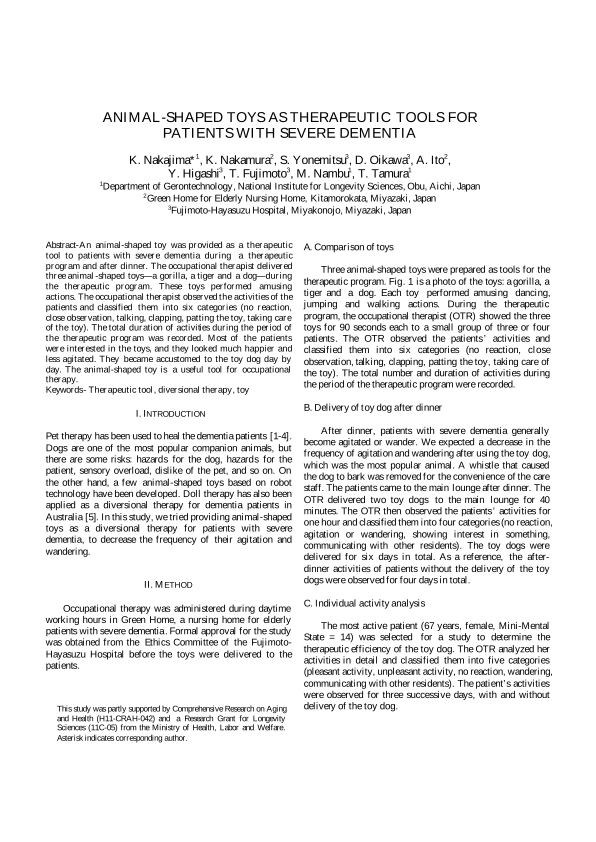 ANIMAL-SHAPED TOYS AS THERAPEUTIC TOOLS FOR
PATIENTS WITH SEVERE DEMENTIA
K. Nakajima*1, K. Nakamura2, S. Yonemitsu3, D. Oikawa3, A. Ito2,
Y. Higashi3, T. Fujimoto3, M. Nambu1, T. Tamura1
1Department of Gerontechnology, National Institute for Longevity Sciences, Obu, Aichi, Japan
2Green Home for Elderly Nursing Home, Kitamorokata, Miyazaki, Japan
3Fujimoto-Hayasuzu Hospital, Miyakonojo, Miyazaki, Japan
Abstract-An animal-shaped toy was provided as a therapeutic
tool to patients with severe dementia during a therapeutic
program and after dinner. The occupational therapist delivered
three animal-shaped toys—a gorilla, a tiger and a dog—during
the therapeutic program. These toys performed amusing
actions. The occupational therapist observed the activities of the
patients and classified them into six categories (no reaction,
close observation, talking, clapping, patting the toy, taking care
of the toy). The total duration of activities during the period of
the therapeutic program was recorded. Most of the patients
were interested in the toys, and they looked much happier and
less agitated. They became accustomed to the toy dog day by
day. The animal-shaped toy is a useful tool for occupational
therapy.
Keywords- Therapeutic tool, diversional therapy, toy
I. INTRODUCTION
Pet therapy has been used to heal the dementia patients [1-4].
Dogs are one of the most popular companion animals, but
there are some risks: hazards for the dog, hazards for the
patient, sensory overload, dislike of the pet, and so on. On
the other hand, a few animal-shaped toys based on robot
technology have been developed. Doll therapy has also been
applied as a diversional therapy for dementia patients in
Australia [5]. In this study, we tried providing animal-shaped
toys as a diversional therapy for patients with severe
dementia, to decrease the frequency of their agitation and
wandering.
II. METHOD
Occupational therapy was administered during daytime
working hours in Green Home, a nursing home for elderly
patients with severe dementia. Formal approval for the study
was obtained from the Ethics Committee of the Fujimoto-
Hayasuzu Hospital before the toys were delivered to the
patients.
This study was partly supported by Comprehensive Research on Aging
and Health (H11-CRAH-042) and a Research Grant for Longevity
Sciences (11C-05) from the Ministry of Health, Labor and Welfare.
Asterisk indicates corresponding author.
A. Comparison of toys
Three animal-shaped toys were prepared as tools for the
therapeutic program. Fig. 1 is a photo of the toys: a gorilla, a
tiger and a dog. Each toy performed amusing dancing,
jumping and walking actions. During the therapeutic
program, the occupational therapist (OTR) showed the three
toys for 90 seconds each to a small group of three or four
patients. The OTR observed the patients' activities and
classified them into six categories (no reaction, close
observation, talking, clapping, patting the toy, taking care of
the toy). The total number and duration of activities during
the period of the therapeutic program were recorded.
B. Delivery of toy dog after dinner
After dinner, patients with severe dementia generally
become agitated or wander. We expected a decrease in the
frequency of agitation and wandering after using the toy dog,
which was the most popular animal. A whistle that caused
the dog to bark was removed for the convenience of the care
staff. The patients came to the main lounge after dinner. The
OTR delivered two toy dogs to the main lounge for 40
minutes. The OTR then observed the patients' activities for
one hour and classified them into four categories (no reaction,
agitation or wandering, showing interest in something,
communicating with other residents). The toy dogs were
delivered for six days in total. As a reference, the after-
dinner activities of patients without the delivery of the toy
dogs were observed for four days in total.
C. Individual activity analysis
The most active patient (67 years, female, Mini-Mental
State = 14) was selected for a study to determine the
therapeutic efficiency of the toy dog. The OTR analyzed her
activities in detail and classified them into five categories
(pleasant activity, unpleasant activity, no reaction, wandering,
communicating with other residents). The patient's activities
were observed for three successive days, with and without
delivery of the toy dog.